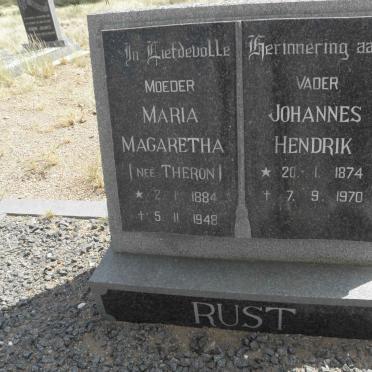 In Liefdevolle Herinnering aa
MOEDER
MARIA
MAGARETHA
(NEÉ THERON)
* 2. 1. 1884
+ 5. 11 1948
VADER
JOHANNES
HENDRIK
* 20. 1. 1874
+ 7. 9. 1970
RUST